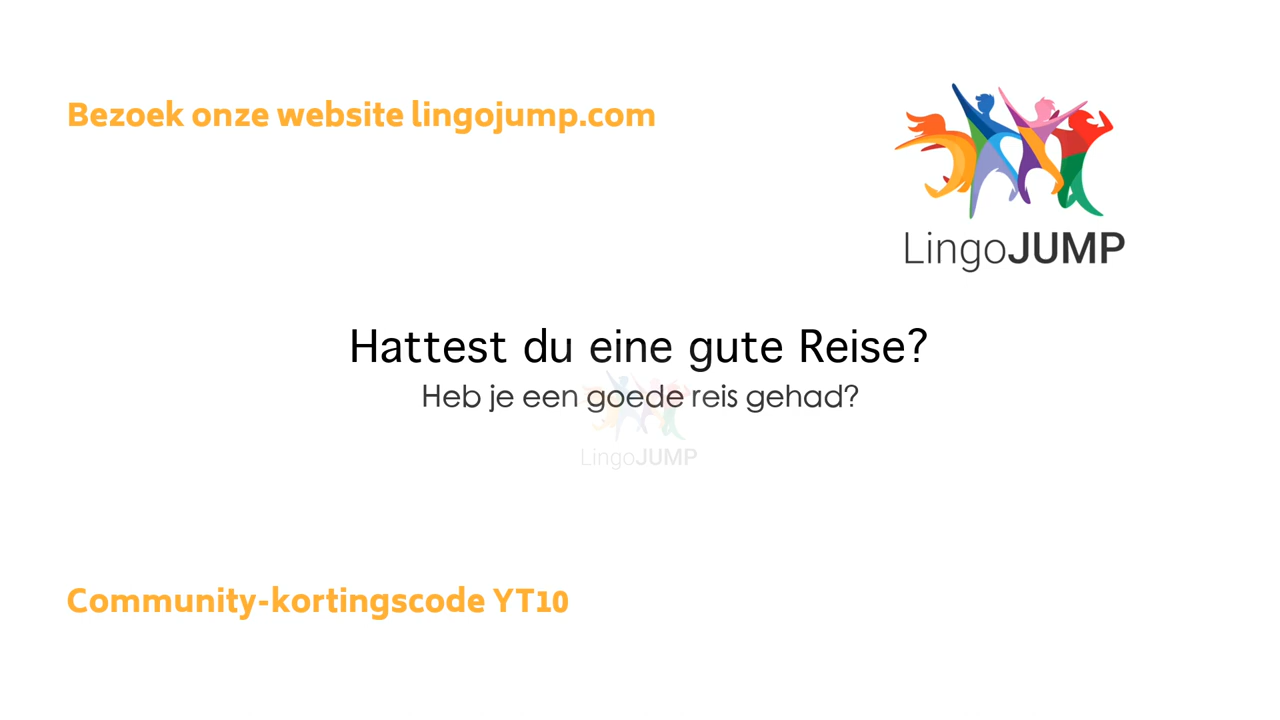 Bezoek onze website lingojump.com
LingoJUMP
Hattest du eine gute Reise?
Heb je een goede reis gehad?
LingoJUMP
Community-kortingscode YT10